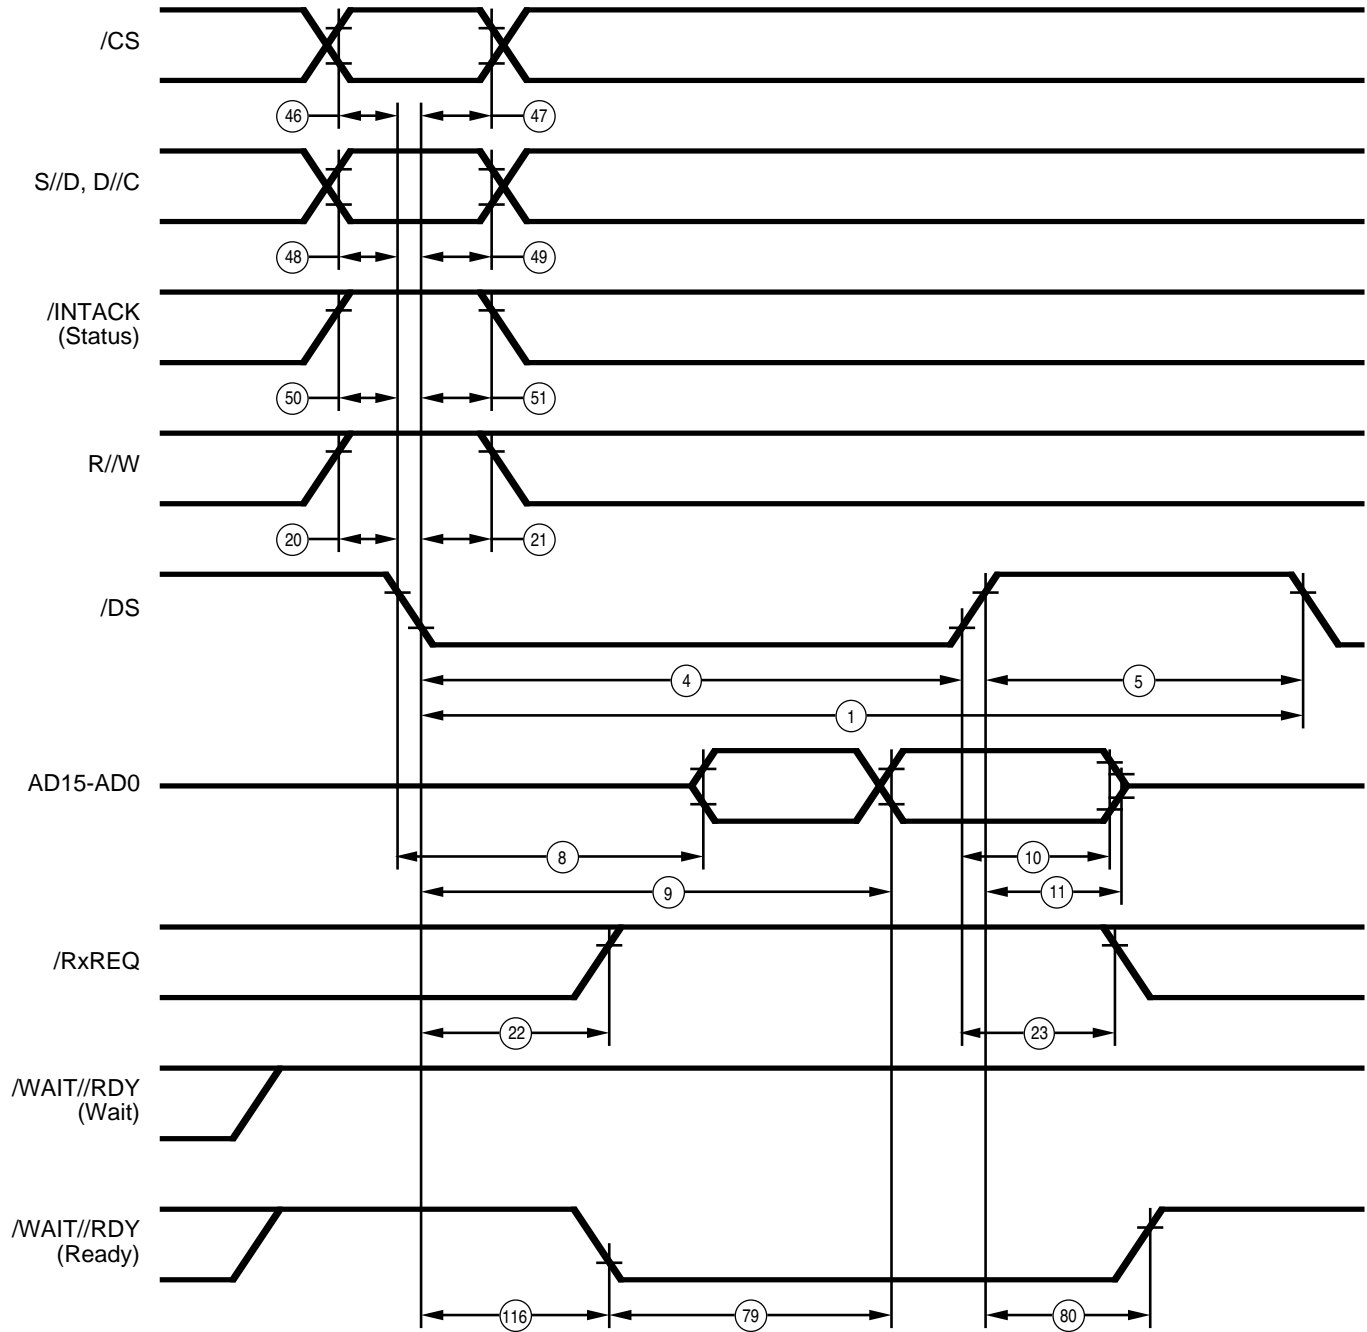 /CS
46
47
S//D, D//C
48
49
/INTACK
(Status)
50
51
R//W
20
21
/DS
4
5
1
AD15-AD0
8
10
9
11
/RxREQ
22
23
/WAIT//RDY
(Wait)
/WAIT//RDY
(Ready)
116
79
80